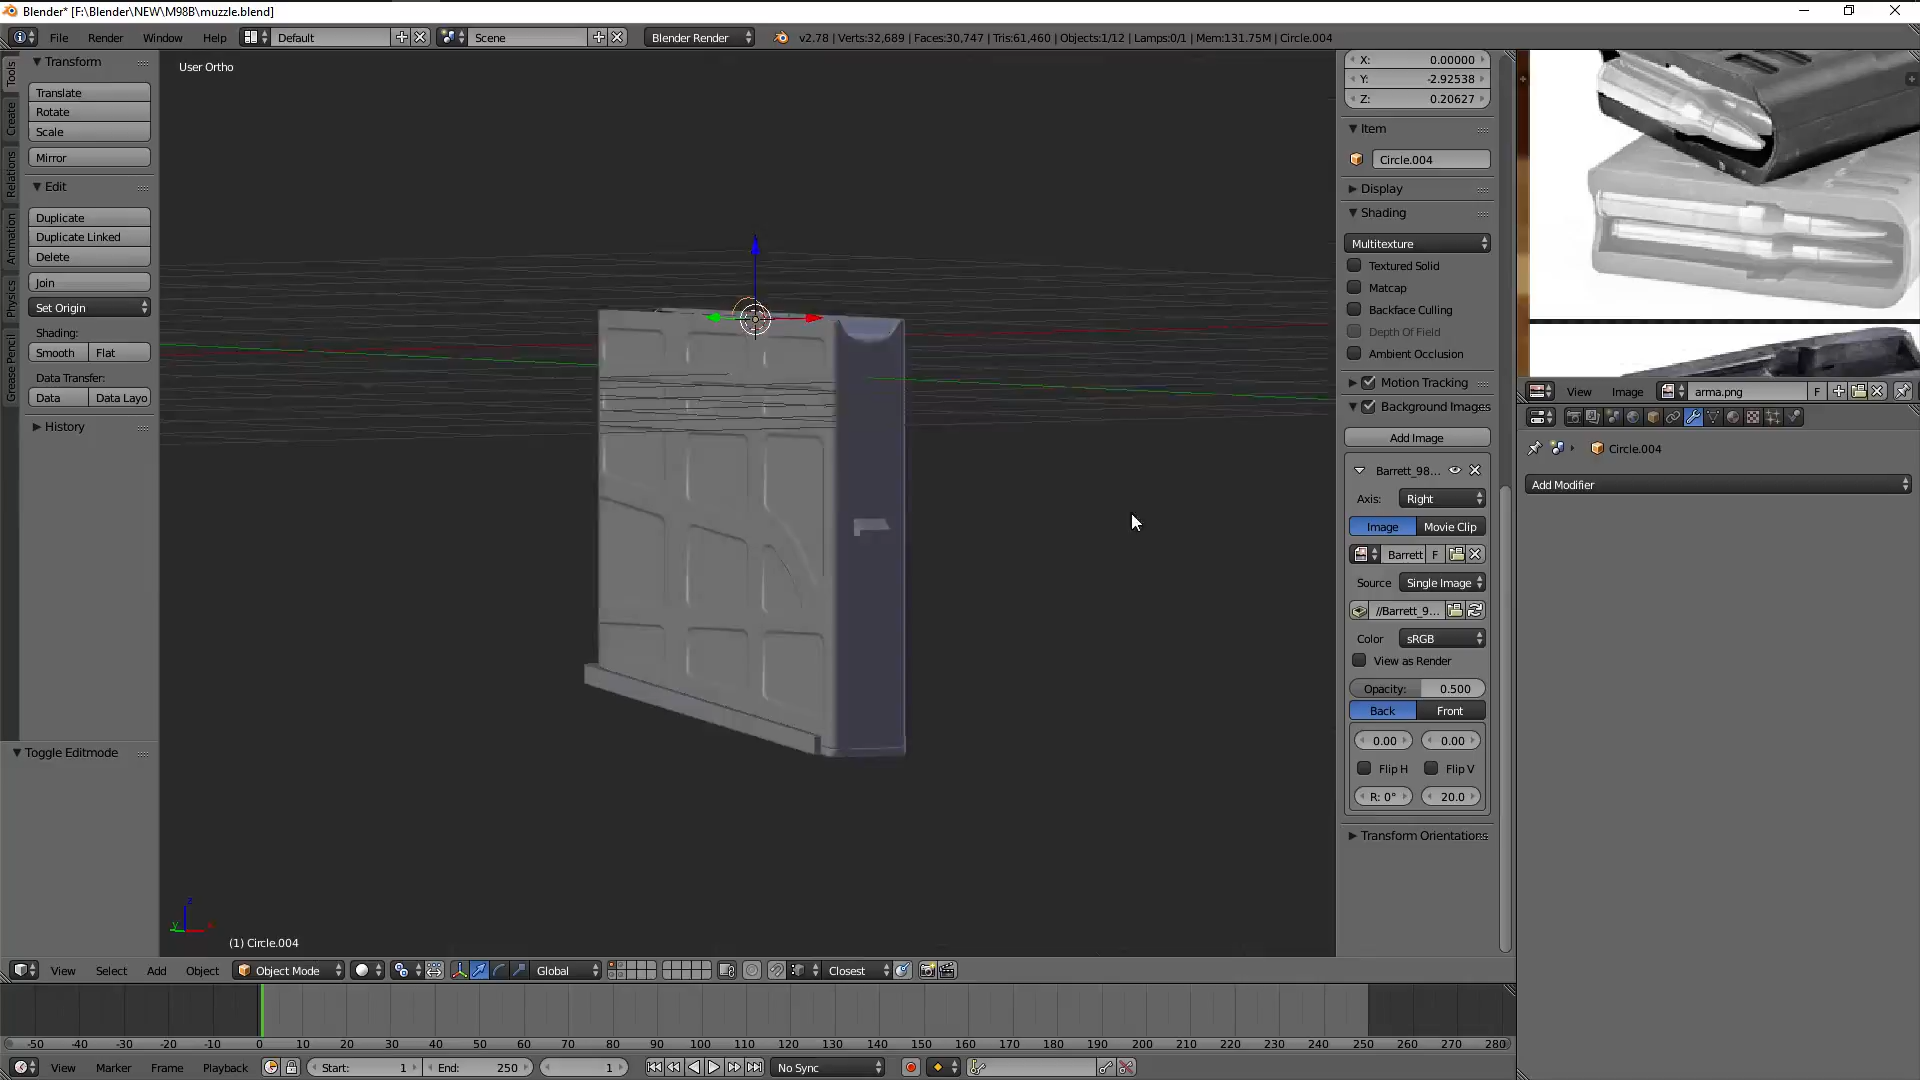 Blender* [F:\Blender\NEW\M98B\muzzle.blend]
File Render Window Help Default Scene Blender Render v2.78 | Verts:32,689 | Faces:30,747 | Tris:61,460 | Objects:1/12 | Lamps:0/1 | Mem:131.75M | Circle.004
Tools
Create
Relations
Animation
Physics
Grease Pencil
Transform
Translate
Rotate
Scale
Mirror
Edit
Duplicate
Duplicate Linked
Delete
Join
Set Origin
Shading:
Smooth Flat
Data Transfer:
Data Data Layo
History
Toggle Editmode
User Ortho
(1) Circle.004
X: 0.00000
Y: -2.92538
Z: 0.20627
Item
Circle.004
Display
Shading
Multitexture
Textured Solid
Matcap
Backface Culling
Depth Of Field
Ambient Occlusion
Motion Tracking
Background Images
Add Image
Barrett_98...
Axis: Right
Image Movie Clip
Barrett F
Source Single Image
//Barrett_9...
Color sRGB
View as Render
Opacity: 0.500
Back Front
0.00 0.00
Flip H Flip V
R: 0° 20.0
Transform Orientations
View Image arma.png F
Circle.004
Add Modifier
View Select Add Object Object Mode Global Closest
-50 -40 -30 -20 -10 0 10 20 30 40 50 60 70 80 90 100 110 120 130 140 150 160 170 180 190 200 210 220 230 240 250 260 270 280
View Marker Frame Playback Start: 1 End: 250 1 No Sync